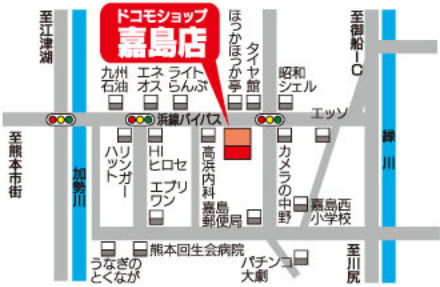 至江津湖
ドコモショップ
嘉島店
ほっかほっか亭
タイヤ館
至御船IC
九州石油
エネオス
ライトらんぷ
昭和シェル
エッソ
浜線バイパス
至熊本市街
加勢川
リンガーハット
HIヒロセ
エブリワン
高浜内科
嘉島郵便局
カメラの中野
嘉島西小学校
緑川
うなぎのとくなが
熊本回生会病院
パチンコ大劇
至川尻